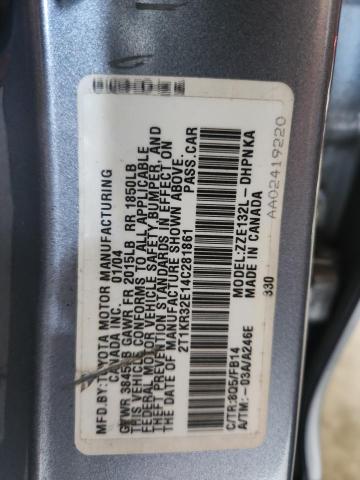 MFD.BY:TOYOTA MOTOR MANUFACTURING
CANADA INC. 01/04
GVWR 3845LB GAWR FR 2015LB RR 1850LB
THIS VEHICLE CONFORMS TO ALL APPLICABLE
FEDERAL MOTOR VEHICLE SAFETY, BUMPER, AND
THEFT PREVENTION STANDARDS IN EFFECT ON THE
DATE OF MANUFACTURE SHOWN ABOVE.
2T1KR32E14C281861 PASS.CAR
330
C/TR:8Q5/FB14 MODEL:ZZE132L-DHPNKA
A/TM:-03A/A246E MADE IN CANADA
AA02419220